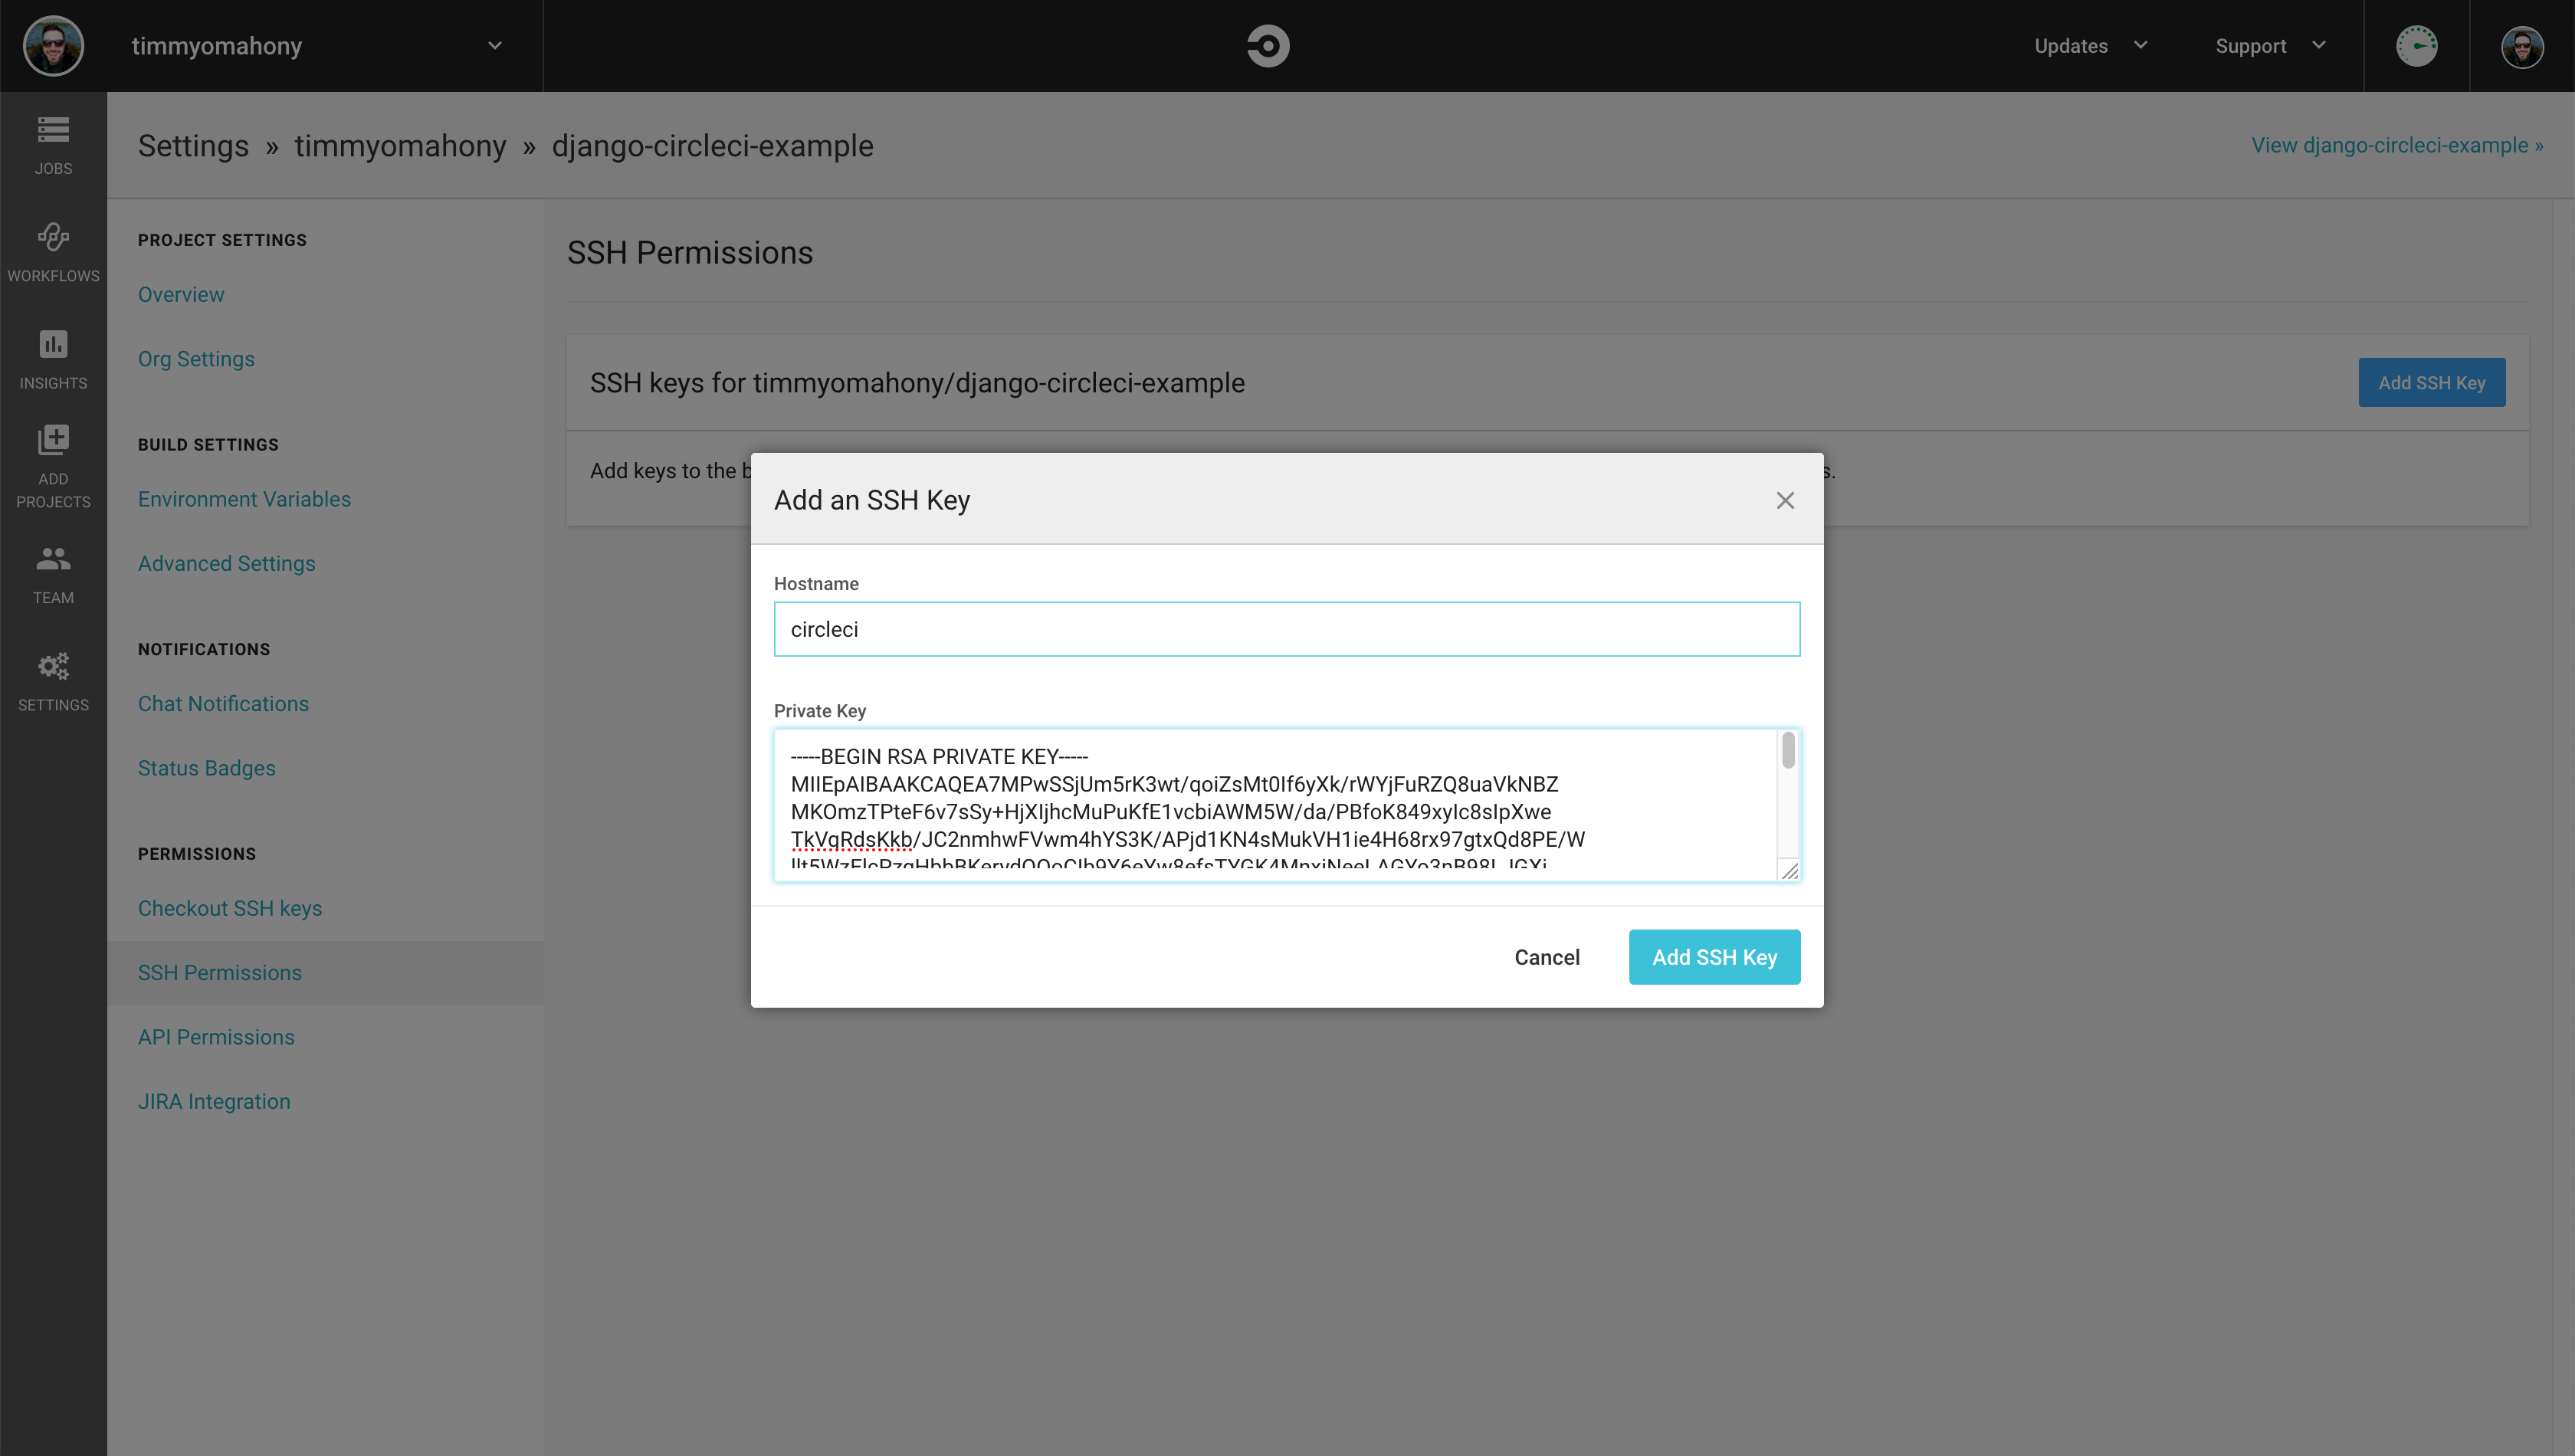 timmyomahony
Updates
Support
JOBS
WORKFLOWS
INSIGHTS
ADD
PROJECTS
TEAM
SETTINGS
Settings » timmyomahony » django-circleci-example
View django-circleci-example »
PROJECT SETTINGS
Overview
Org Settings
BUILD SETTINGS
Environment Variables
Advanced Settings
NOTIFICATIONS
Chat Notifications
Status Badges
PERMISSIONS
Checkout SSH keys
SSH Permissions
API Permissions
JIRA Integration
SSH Permissions
SSH keys for timmyomahony/django-circleci-example
Add SSH Key
Add keys to the
Add an SSH Key
Hostname
circleci
Private Key
-----BEGIN RSA PRIVATE KEY-----
MIIEpAIBAAKCAQEA7MPwSSjUm5rK3wt/qoiZsMt0If6yXk/rWYjFuRZQ8uaVkNBZ
MKOmzTPteF6v7sSy+HjXIjhcMuPuKfE1vcbiAWM5W/da/PBfoK849xyIc8sIpXwe
TkVqRdsKkb/JC2nmhwFVwm4hYS3K/APjd1KN4sMukVH1ie4H68rx97gtxQd8PE/W
Cancel
Add SSH Key